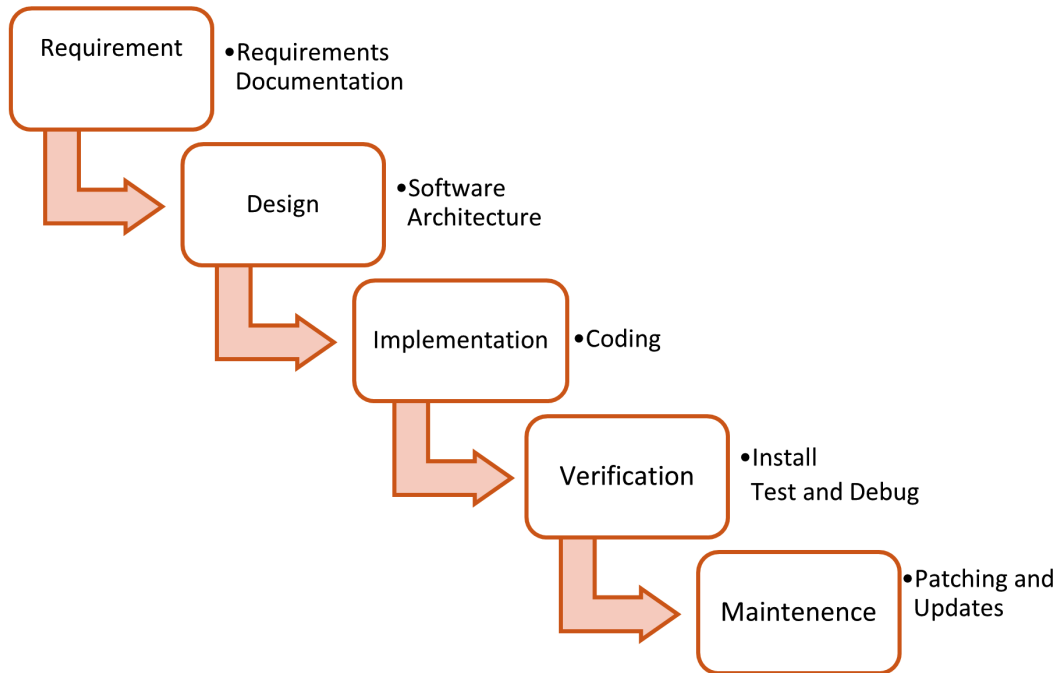 Requirement
•Requirements
Documentation
Design
•Software
Architecture
Implementation
•Coding
Verification
•Install
Test and Debug
Maintenence
•Patching and
Updates